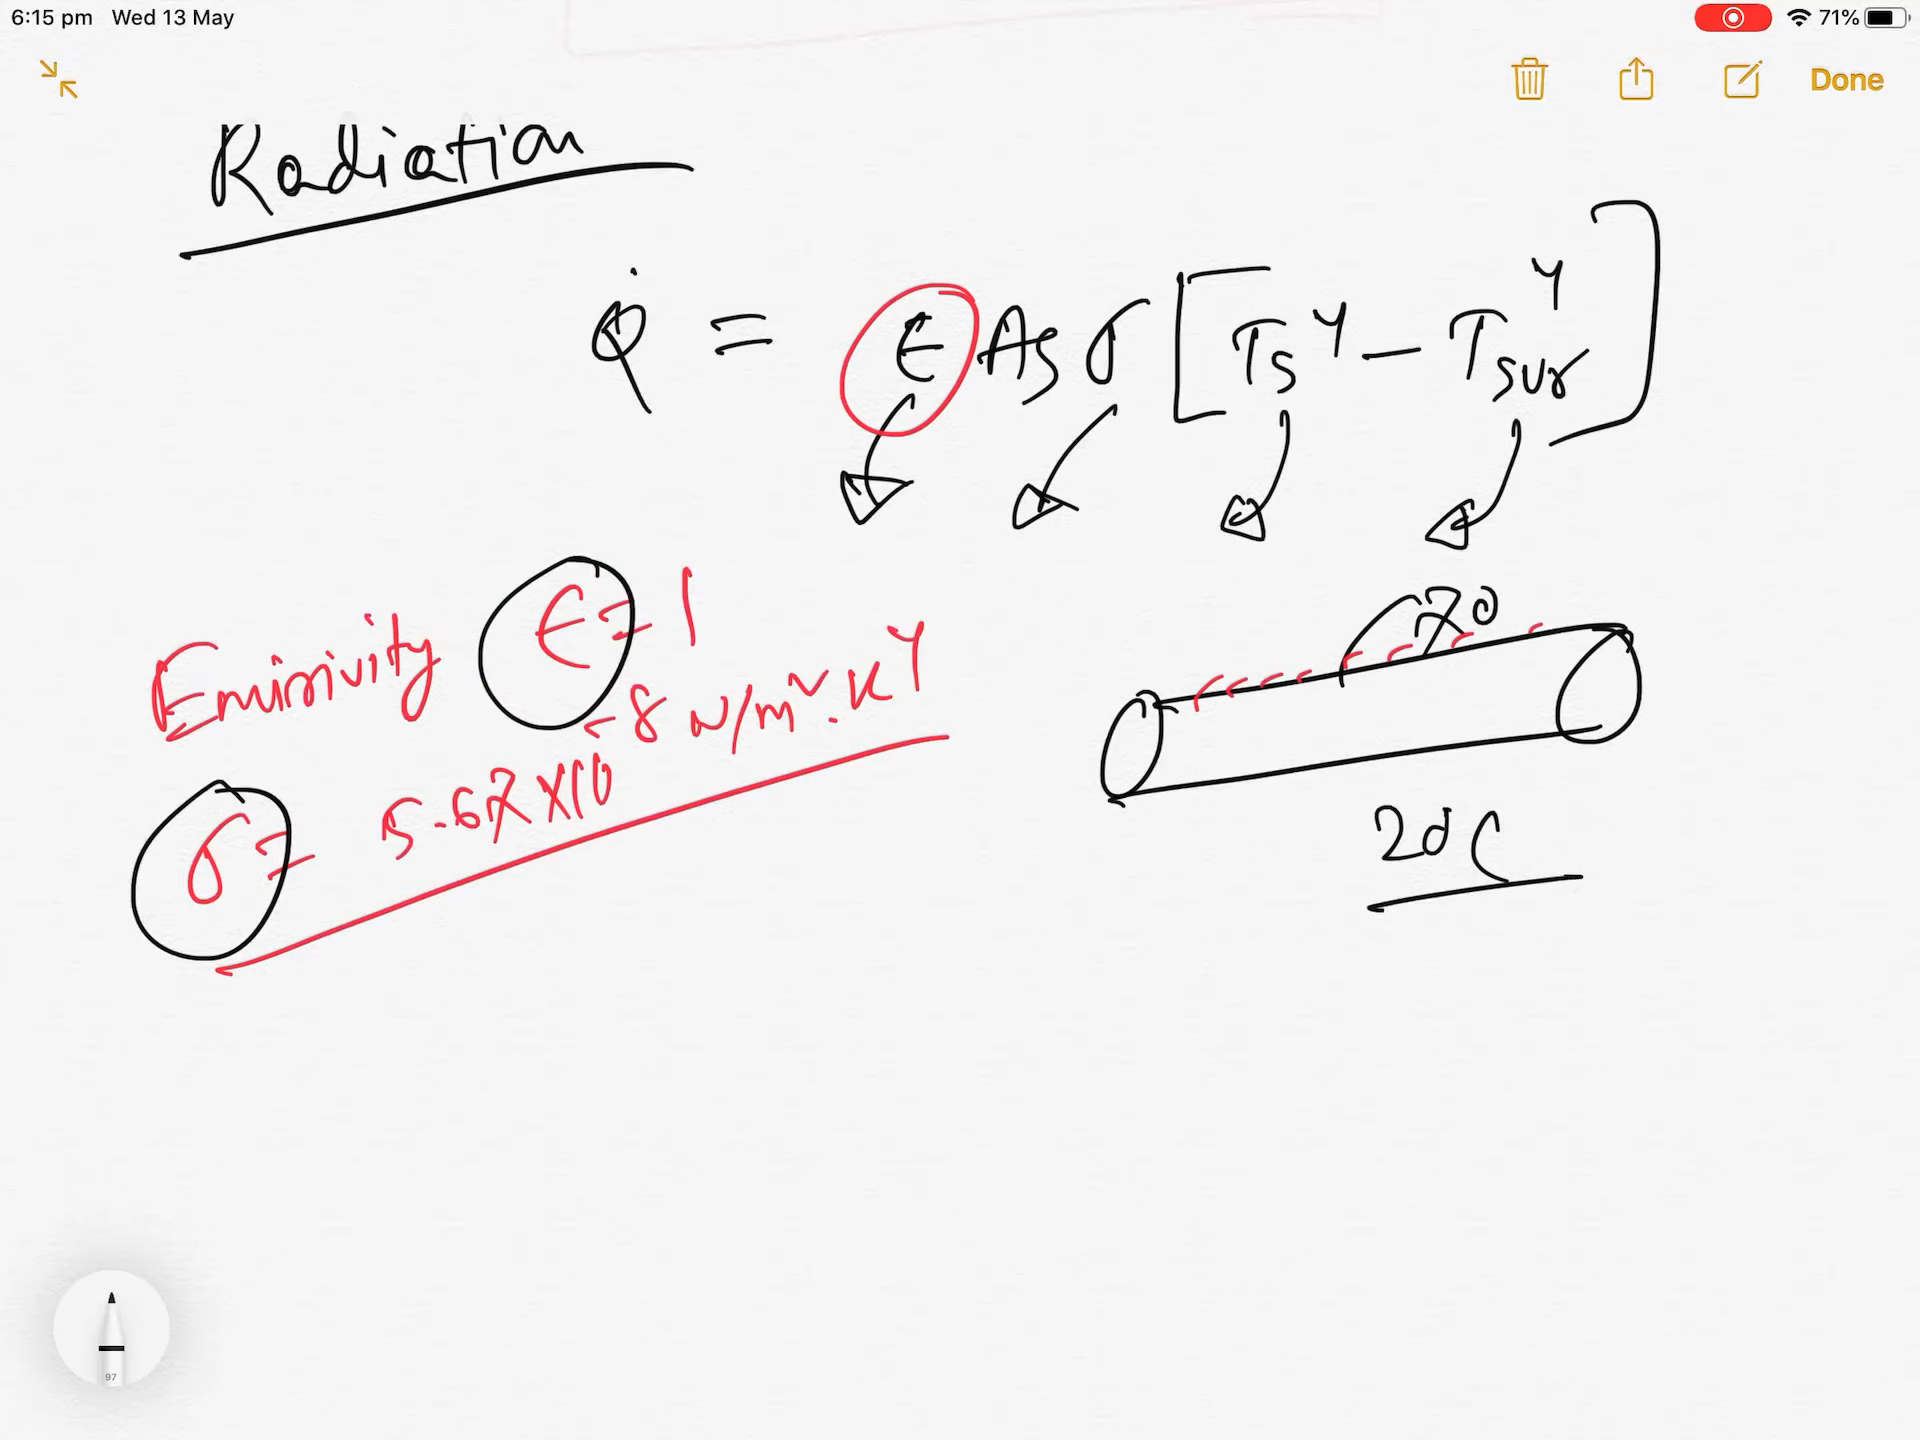 6:15 pm Wed 13 May
71%
Done
Radiation
Q̇ = ϵ As σ [Ts⁴ − Tsur⁴]
Emissivity ϵ = 1
σ = 5.67 × 10⁻⁸ W/m².K⁴
70
20°C
97